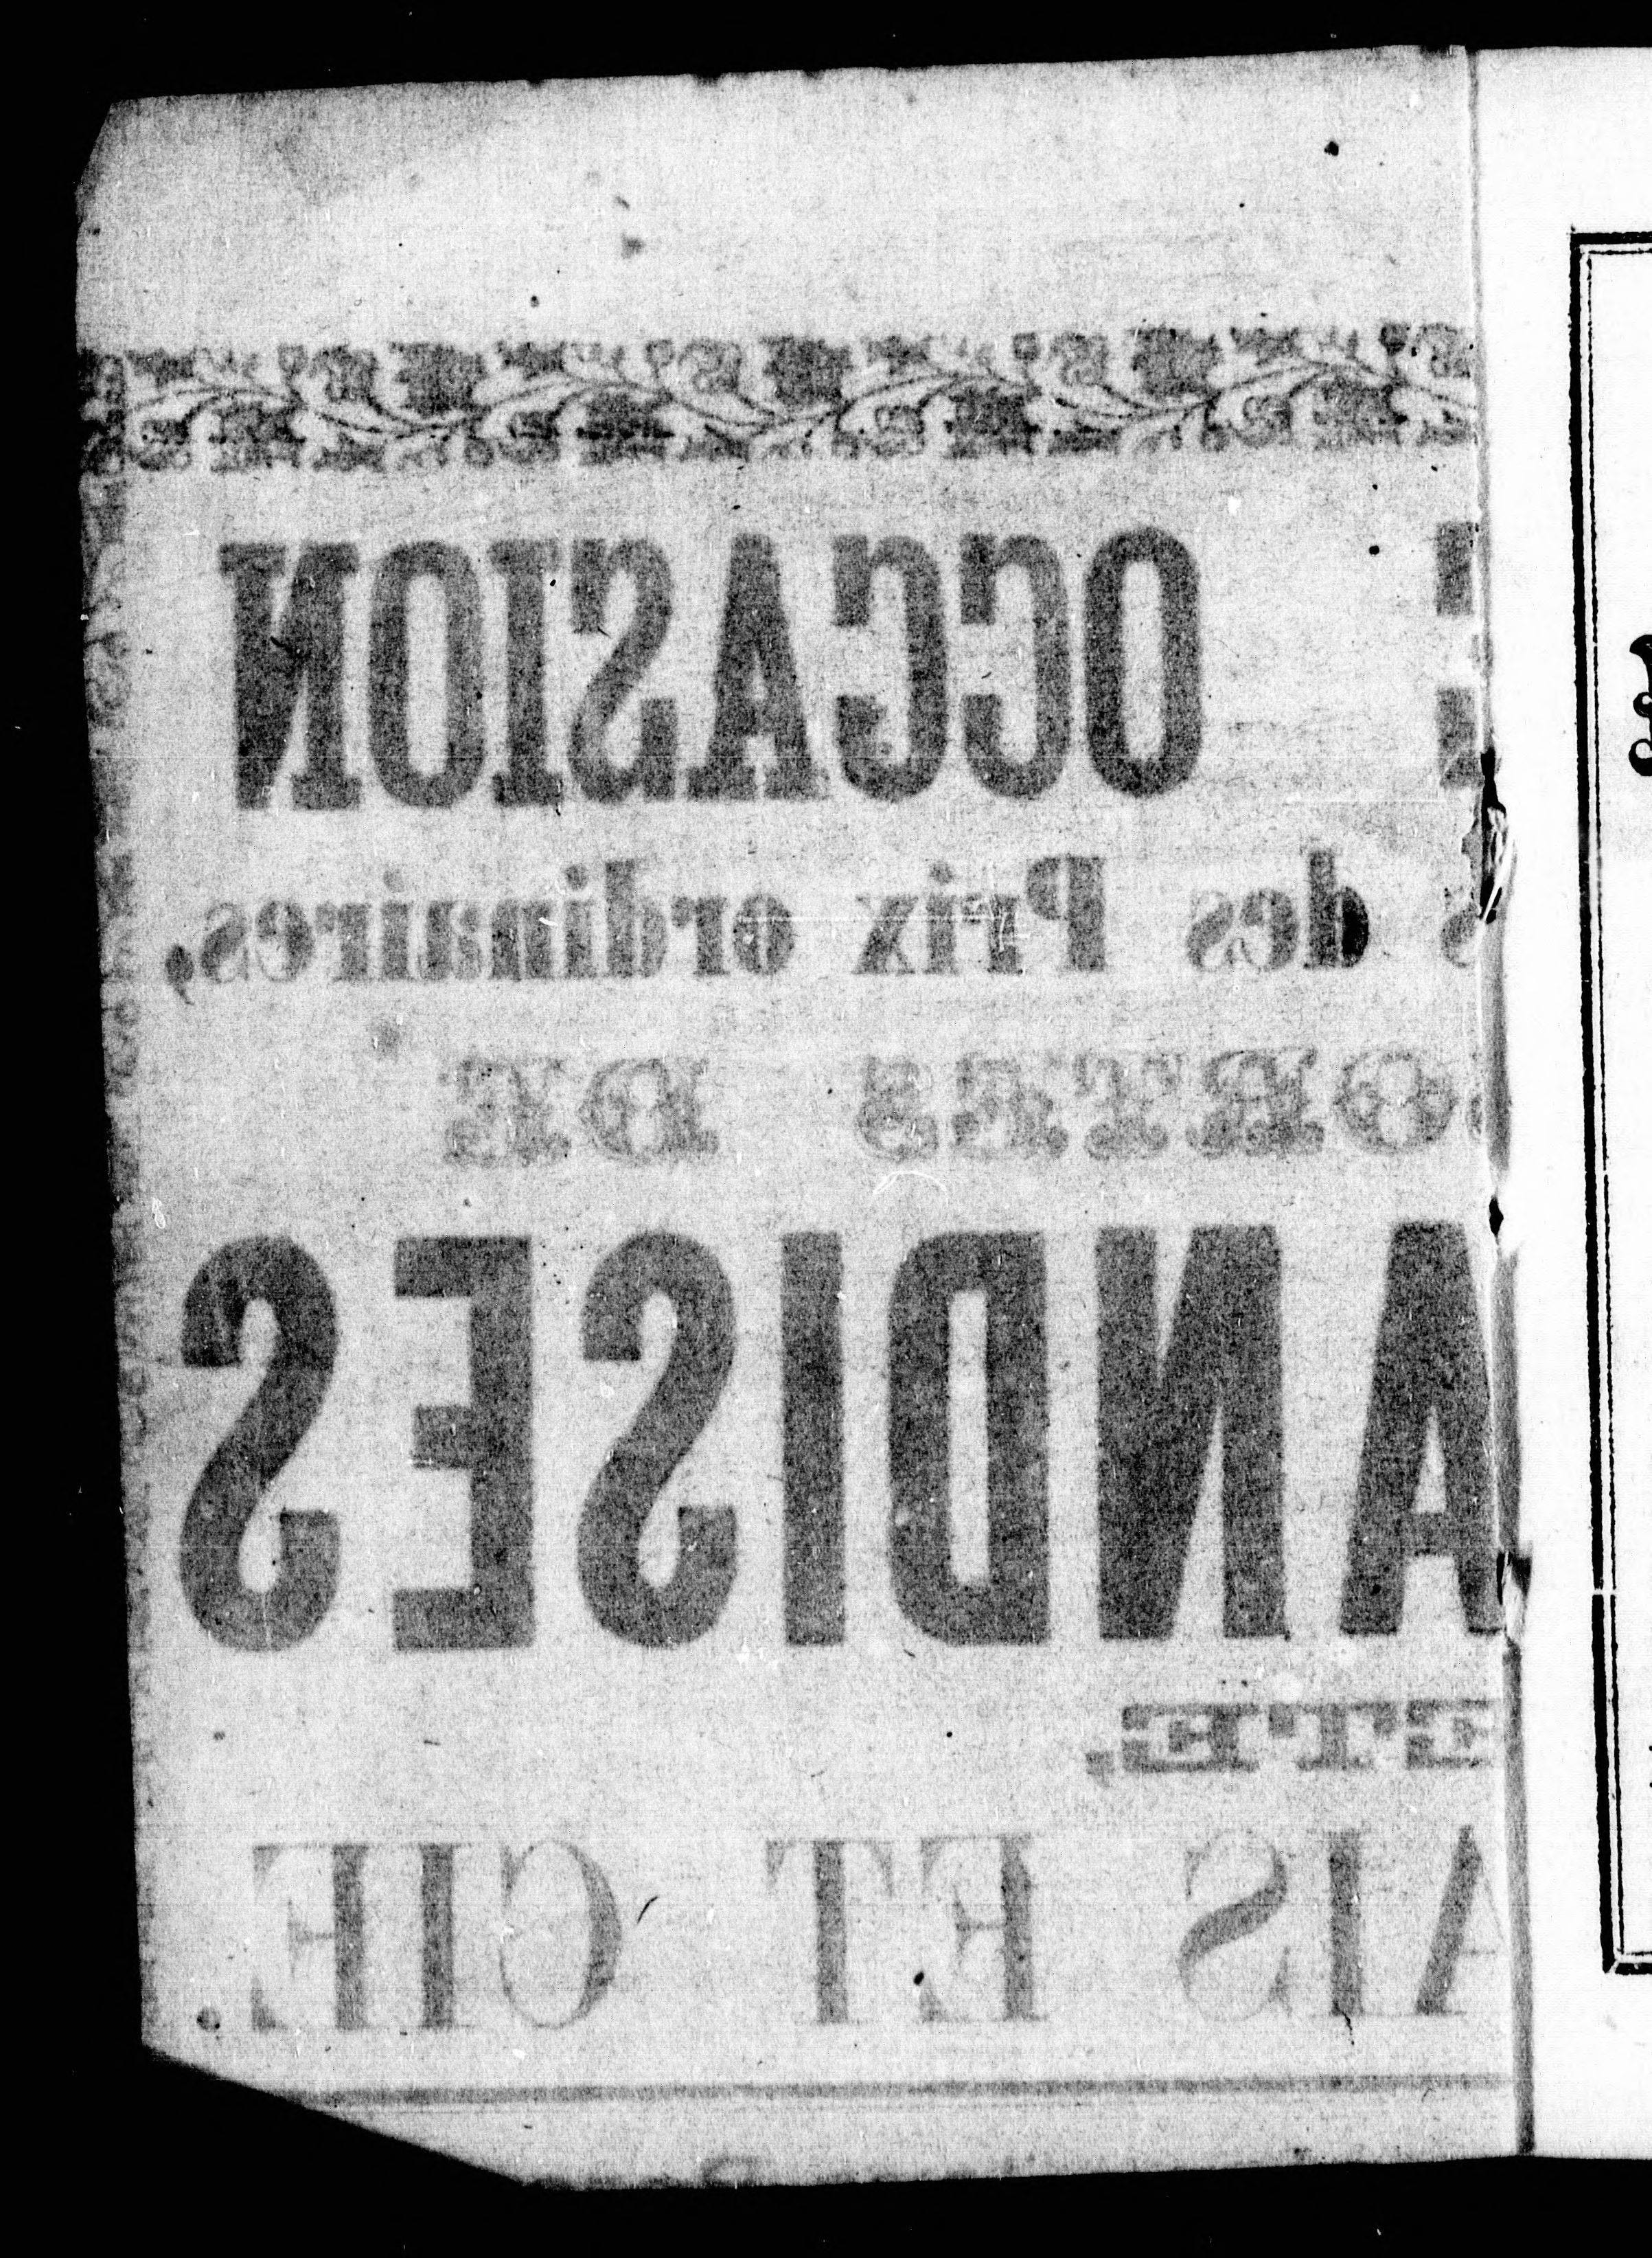 E OCCASION
s des Prix ordinaires,
ORTES DE
ANDISES
ETE,
AIS ET CIE